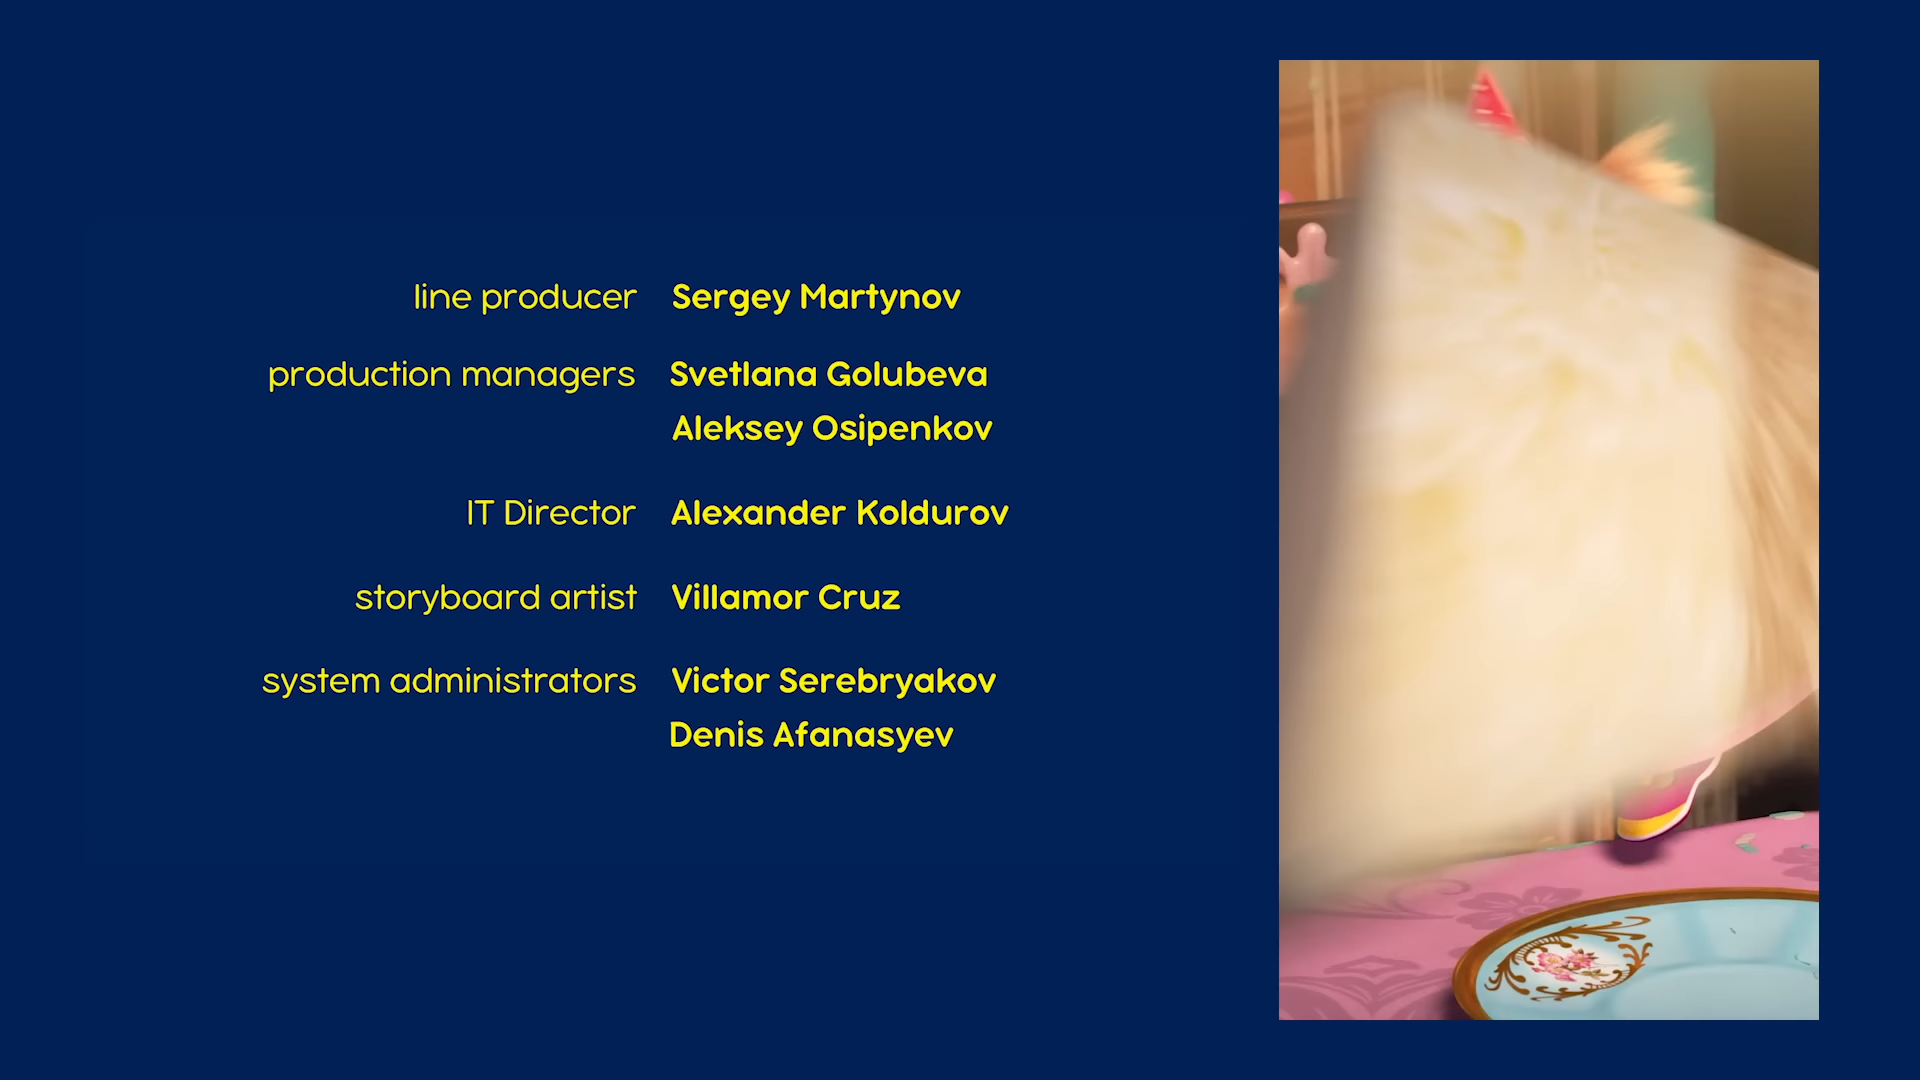 line producer Sergey Martynov
production managers Svetlana Golubeva
Aleksey Osipenkov
IT Director Alexander Koldurov
storyboard artist Villamor Cruz
system administrators Victor Serebryakov
Denis Afanasyev